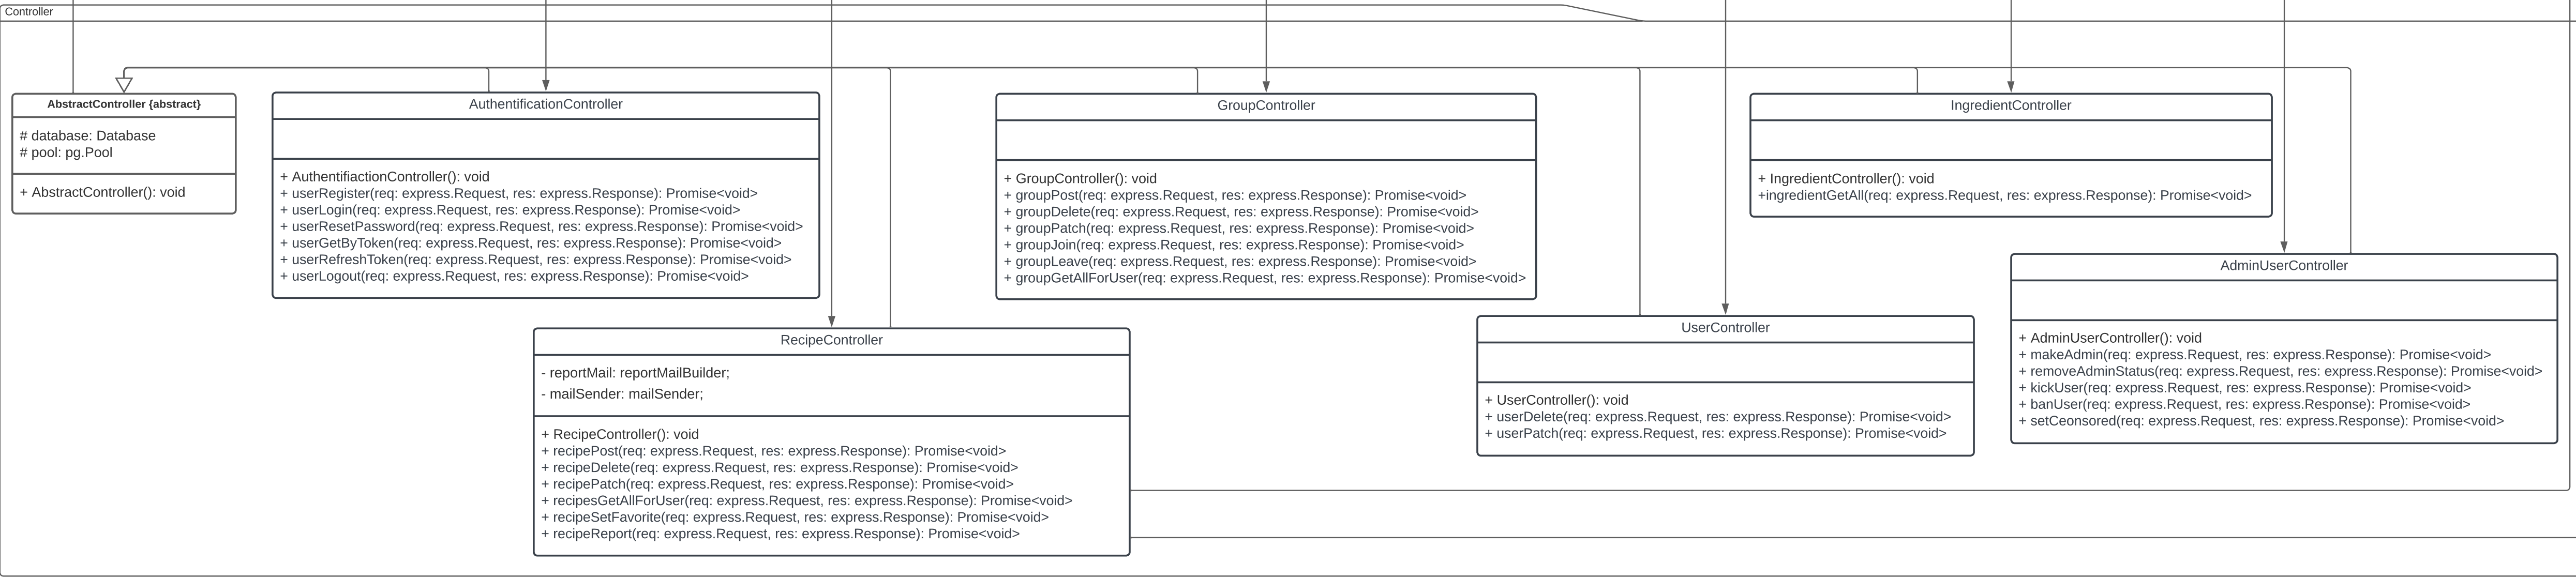 Controller
AbstractController {abstract}
# database: Database
# pool: pg.Pool
+ AbstractController(): void
AuthentificationController
+ AuthentifiactionController(): void
+ userRegister(req: express.Request, res: express.Response): Promise<void>
+ userLogin(req: express.Request, res: express.Response): Promise<void>
+ userResetPassword(req: express.Request, res: express.Response): Promise<void>
+ userGetByToken(req: express.Request, res: express.Response): Promise<void>
+ userRefreshToken(req: express.Request, res: express.Response): Promise<void>
+ userLogout(req: express.Request, res: express.Response): Promise<void>
GroupController
+ GroupController(): void
+ groupPost(req: express.Request, res: express.Response): Promise<void>
+ groupDelete(req: express.Request, res: express.Response): Promise<void>
+ groupPatch(req: express.Request, res: express.Response): Promise<void>
+ groupJoin(req: express.Request, res: express.Response): Promise<void>
+ groupLeave(req: express.Request, res: express.Response): Promise<void>
+ groupGetAllForUser(req: express.Request, res: express.Response): Promise<void>
IngredientController
+ IngredientController(): void
+ingredientGetAll(req: express.Request, res: express.Response): Promise<void>
RecipeController
- reportMail: reportMailBuilder;
- mailSender: mailSender;
+ RecipeController(): void
+ recipePost(req: express.Request, res: express.Response): Promise<void>
+ recipeDelete(req: express.Request, res: express.Response): Promise<void>
+ recipePatch(req: express.Request, res: express.Response): Promise<void>
+ recipesGetAllForUser(req: express.Request, res: express.Response): Promise<void>
+ recipeSetFavorite(req: express.Request, res: express.Response): Promise<void>
+ recipeReport(req: express.Request, res: express.Response): Promise<void>
UserController
+ UserController(): void
+ userDelete(req: express.Request, res: express.Response): Promise<void>
+ userPatch(req: express.Request, res: express.Response): Promise<void>
AdminUserController
+ AdminUserController(): void
+ makeAdmin(req: express.Request, res: express.Response): Promise<void>
+ removeAdminStatus(req: express.Request, res: express.Response): Promise<void>
+ kickUser(req: express.Request, res: express.Response): Promise<void>
+ banUser(req: express.Request, res: express.Response): Promise<void>
+ setCeonsored(req: express.Request, res: express.Response): Promise<void>